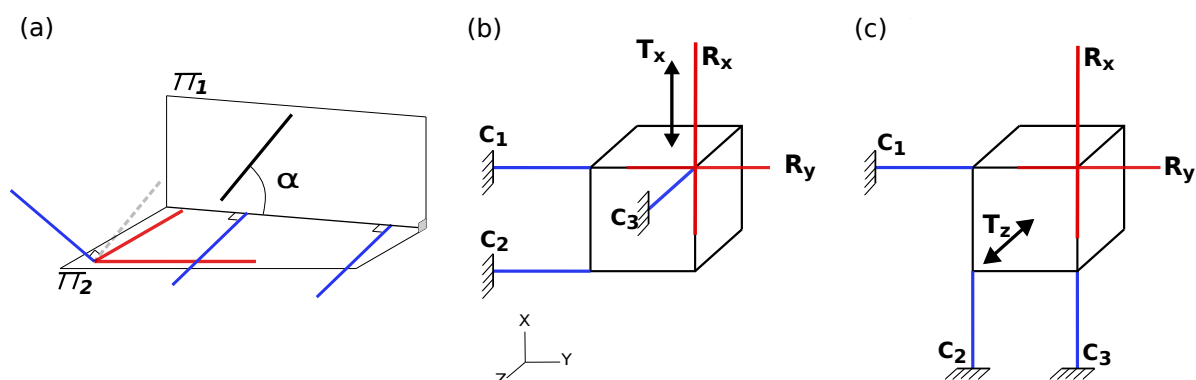 (a)
π1
α
π2
(b)
Tx
Rx
C1
Ry
C3
C2
X
Y
Z
(c)
Rx
C1
Ry
Tz
C2
C3